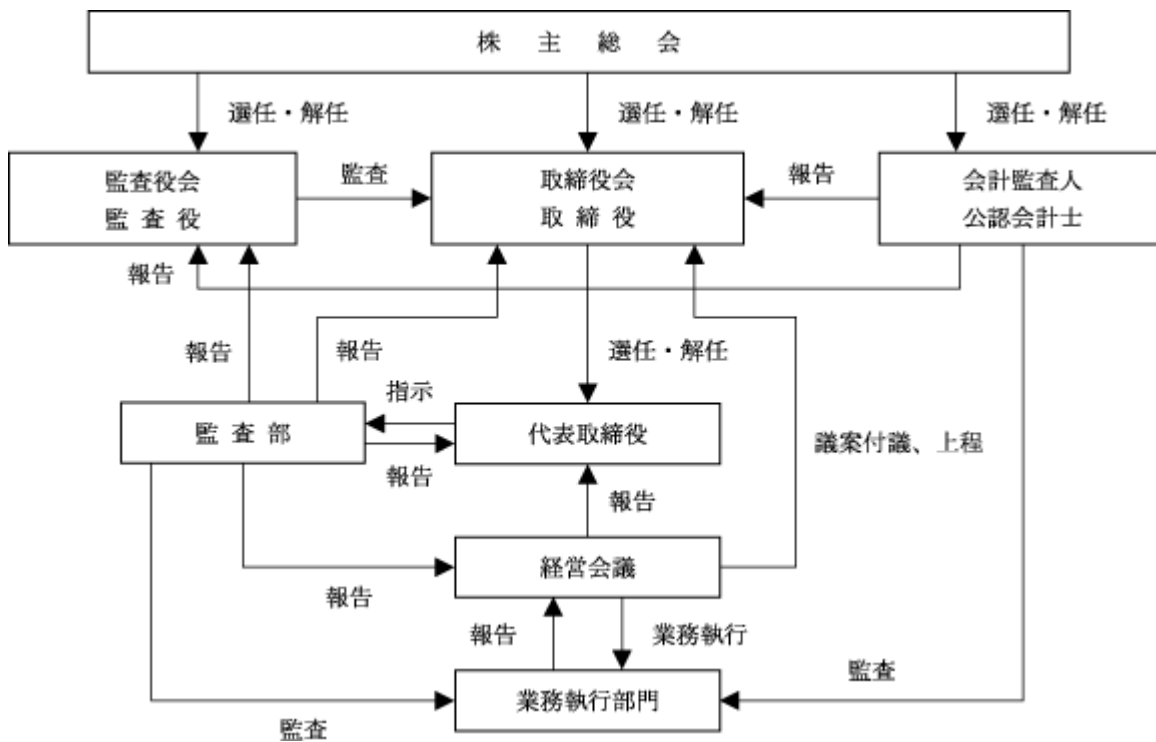 株主総会
選任・解任
選任・解任
選任・解任
監査役会
監査役
監査
取締役会
取締役
報告
会計監査人
公認会計士
報告
報告
報告
選任・解任
指示
監査部
代表取締役
議案付議、上程
報告
報告
経営会議
報告
報告
業務執行
業務執行部門
監査
監査